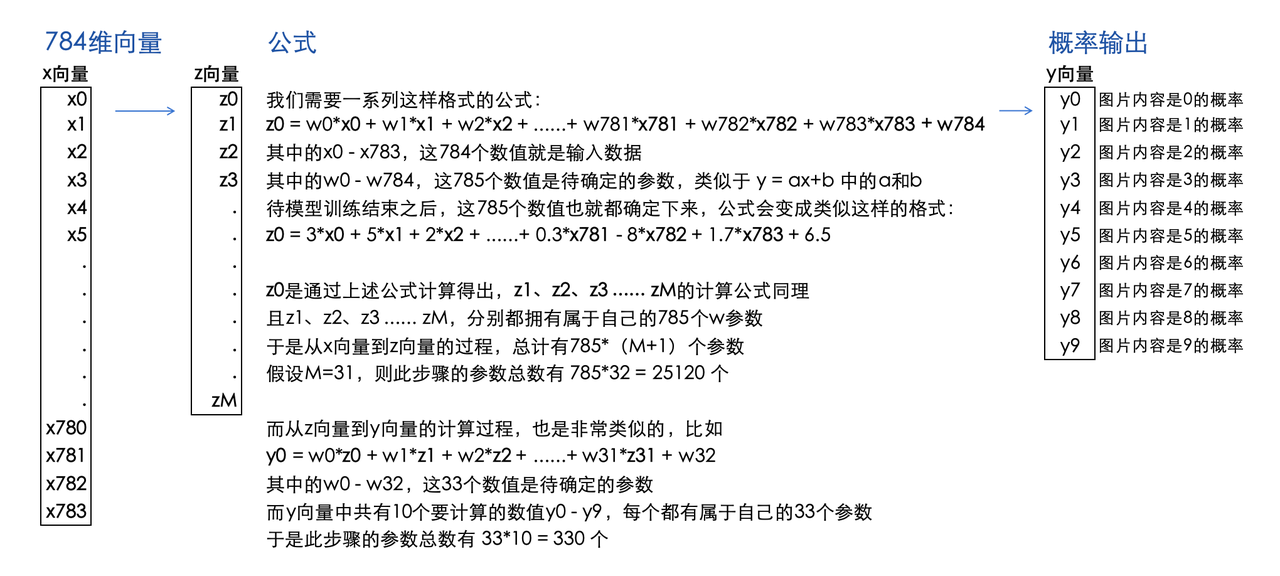 784维向量
x向量
x0
x1
x2
x3
x4
x5
.
.
.
.
.
.
x780
x781
x782
x783
z向量
z0
z1
z2
z3
.
.
.
.
.
.
.
zM
公式
我们需要一系列这样格式的公式：
z0 = w0*x0 + w1*x1 + w2*x2 + ......+ w781*x781 + w782*x782 + w783*x783 + w784
其中的x0 - x783，这784个数值就是输入数据
其中的w0 - w784，这785个数值是待确定的参数，类似于 y = ax+b 中的a和b
待模型训练结束之后，这785个数值也就都确定下来，公式会变成类似这样的格式：
z0 = 3*x0 + 5*x1 + 2*x2 + ......+ 0.3*x781 - 8*x782 + 1.7*x783 + 6.5
z0是通过上述公式计算得出，z1、z2、z3 ...... zM的计算公式同理
且z1、z2、z3 ...... zM，分别都拥有属于自己的785个w参数
于是从x向量到z向量的过程，总计有785*（M+1）个参数
假设M=31，则此步骤的参数总数有 785*32 = 25120 个
而从z向量到y向量的计算过程，也是非常类似的，比如
y0 = w0*z0 + w1*z1 + w2*z2 + ......+ w31*z31 + w32
其中的w0 - w32，这33个数值是待确定的参数
而y向量中共有10个要计算的数值y0 - y9，每个都有属于自己的33个参数
于是此步骤的参数总数有 33*10 = 330 个
概率输出
y向量
y0 图片内容是0的概率
y1 图片内容是1的概率
y2 图片内容是2的概率
y3 图片内容是3的概率
y4 图片内容是4的概率
y5 图片内容是5的概率
y6 图片内容是6的概率
y7 图片内容是7的概率
y8 图片内容是8的概率
y9 图片内容是9的概率